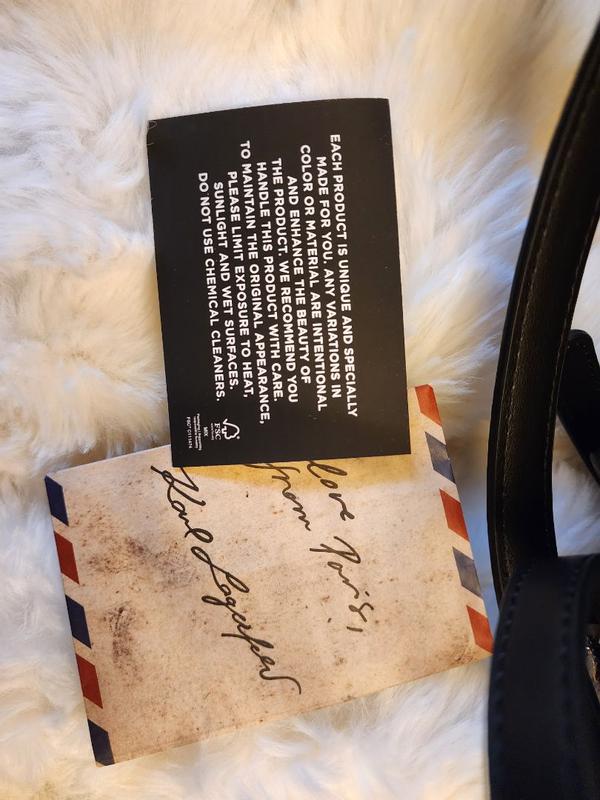 EACH PRODUCT IS UNIQUE AND SPECIALLY
MADE FOR YOU. ANY VARIATIONS IN
COLOR OR MATERIAL ARE INTENTIONAL
AND ENHANCE THE BEAUTY OF
THE PRODUCT. WE RECOMMEND YOU
HANDLE THIS PRODUCT WITH CARE.
TO MAINTAIN THE ORIGINAL APPEARANCE,
PLEASE LIMIT EXPOSURE TO HEAT,
SUNLIGHT AND WET SURFACES.
DO NOT USE CHEMICAL CLEANERS.
FSC
MIX
love
from Paris,
Karl Lagerfeld